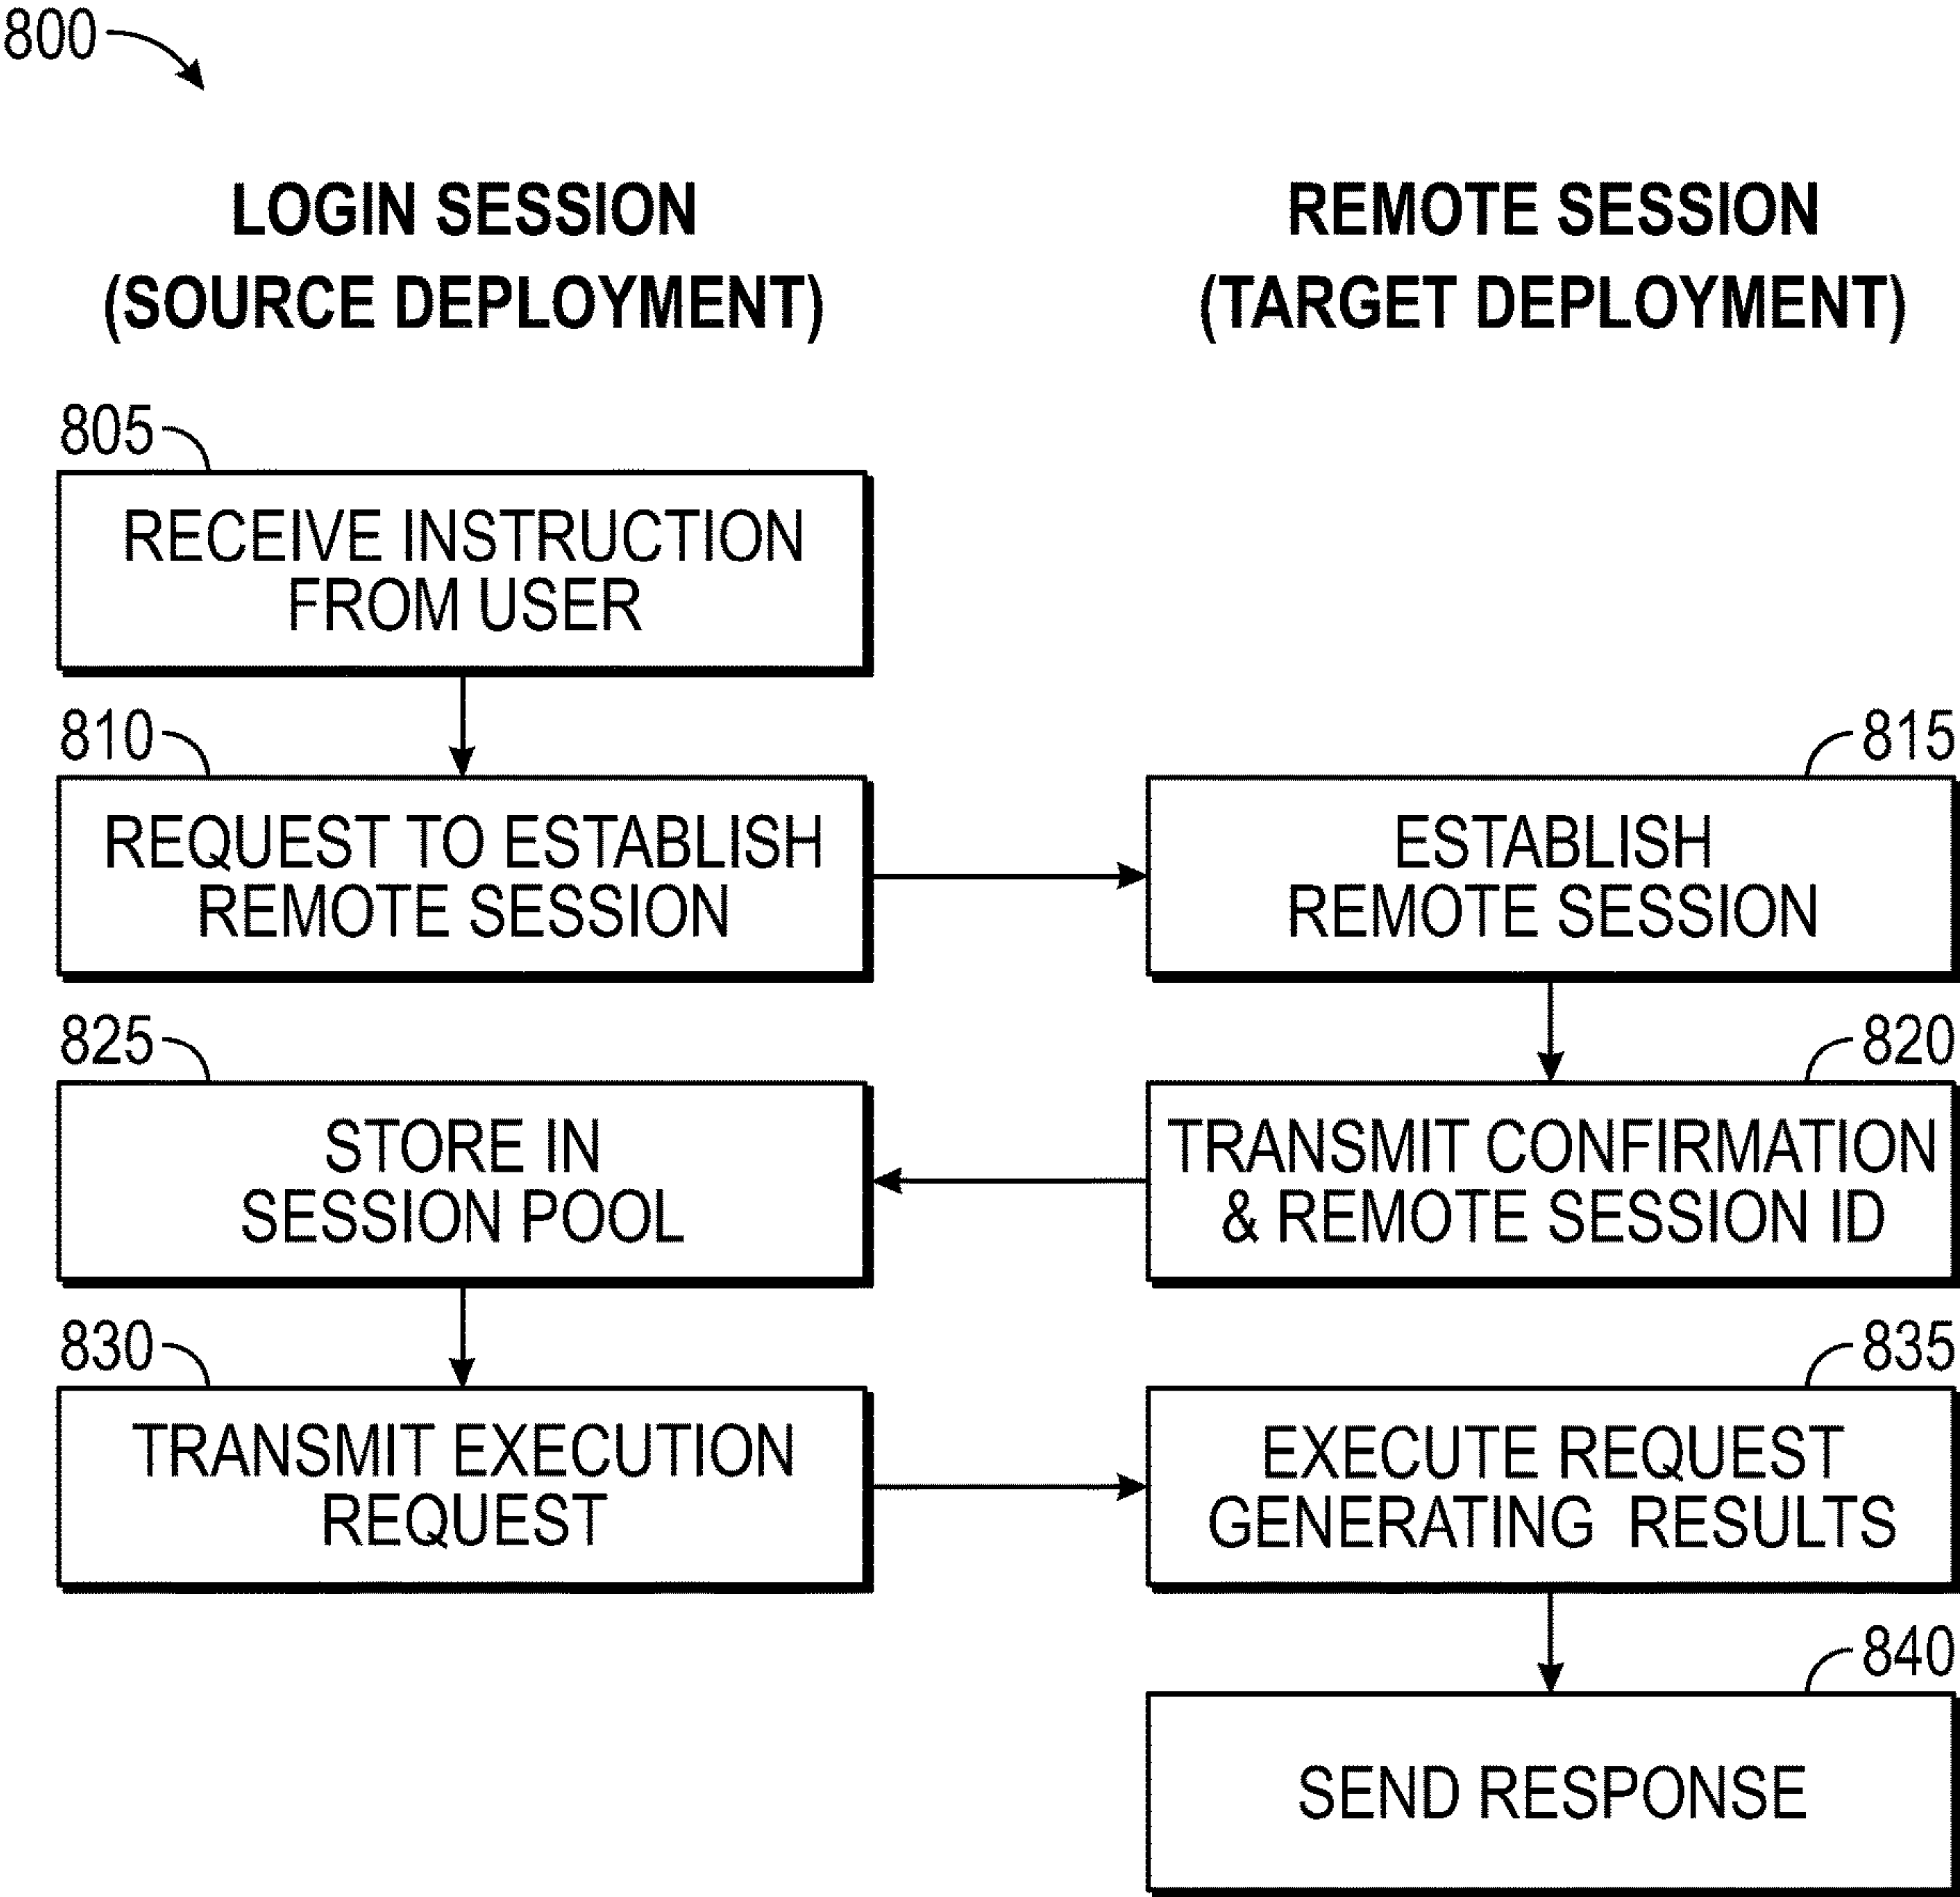 800
LOGIN SESSION
(SOURCE DEPLOYMENT)
REMOTE SESSION
(TARGET DEPLOYMENT)
805
RECEIVE INSTRUCTION
FROM USER
810
REQUEST TO ESTABLISH
REMOTE SESSION
815
ESTABLISH
REMOTE SESSION
820
TRANSMIT CONFIRMATION
& REMOTE SESSION ID
825
STORE IN
SESSION POOL
830
TRANSMIT EXECUTION
REQUEST
835
EXECUTE REQUEST
GENERATING RESULTS
840
SEND RESPONSE